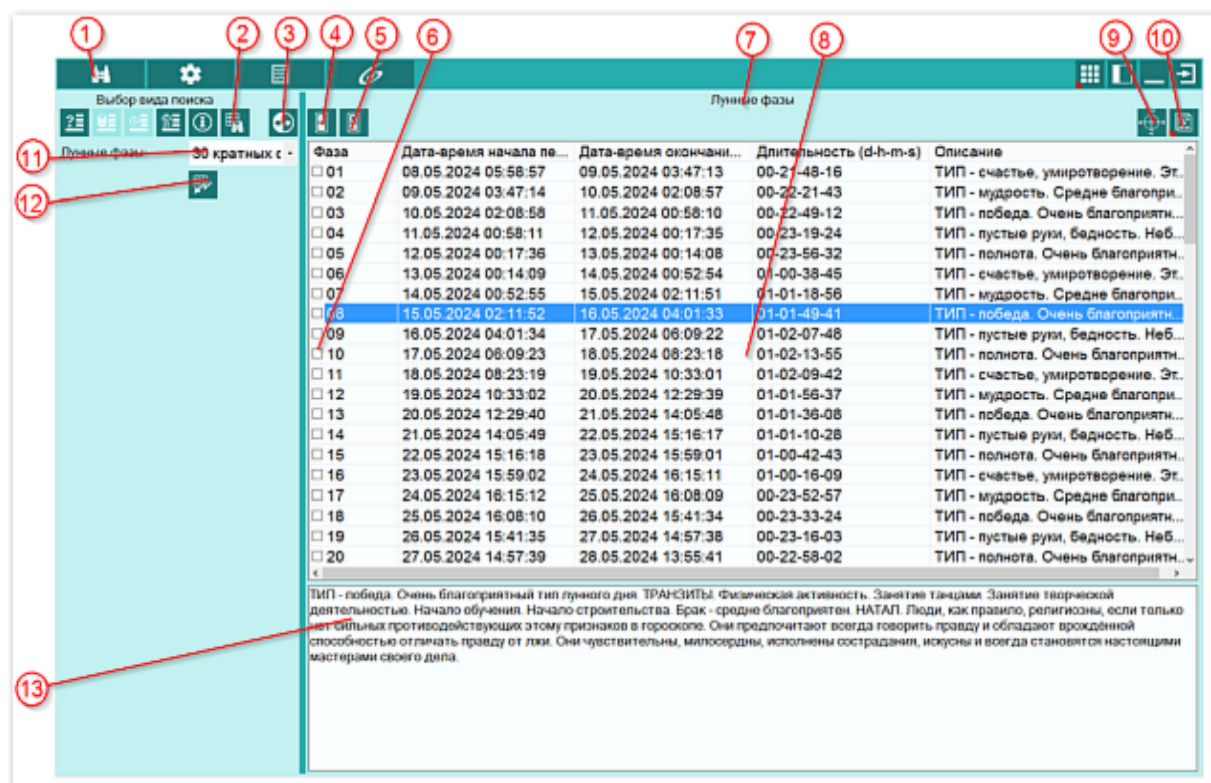 1 2 3 4 5 6 7 8 9 10
Выбор вида поиска
Лунные фазы
11 Лунные фазы: 30 кратных с
12
Фаза Дата-время начала пе... Дата-время окончани... Длительность (d-h-m-s) Описание
01 08.05.2024 05:58:57 09.05.2024 03:47:13 00-21-48-16 ТИП - счастье, умиротворение. Эт...
02 09.05.2024 03:47:14 10.05.2024 02:08:57 00-22-21-43 ТИП - мудрость. Средне благопри...
03 10.05.2024 02:08:58 11.05.2024 00:58:10 00-22-49-12 ТИП - победа. Очень благоприятн...
04 11.05.2024 00:58:11 12.05.2024 00:17:35 00-23-19-24 ТИП - пустые руки, бедность. Неб...
05 12.05.2024 00:17:36 13.05.2024 00:14:08 00-23-56-32 ТИП - полнота. Очень благоприятн...
06 13.05.2024 00:14:09 14.05.2024 00:52:54 01-00-38-45 ТИП - счастье, умиротворение. Эт...
07 14.05.2024 00:52:55 15.05.2024 02:11:51 01-01-18-56 ТИП - мудрость. Средне благопри...
08 15.05.2024 02:11:52 16.05.2024 04:01:33 01-01-49-41 ТИП - победа. Очень благоприятн...
09 16.05.2024 04:01:34 17.05.2024 06:09:22 01-02-07-48 ТИП - пустые руки, бедность. Неб...
10 17.05.2024 06:09:23 18.05.2024 08:23:18 01-02-13-55 ТИП - полнота. Очень благоприятн...
11 18.05.2024 08:23:19 19.05.2024 10:33:01 01-02-09-42 ТИП - счастье, умиротворение. Эт...
12 19.05.2024 10:33:02 20.05.2024 12:29:39 01-01-56-37 ТИП - мудрость. Средне благопри...
13 20.05.2024 12:29:40 21.05.2024 14:05:48 01-01-36-08 ТИП - победа. Очень благоприятн...
14 21.05.2024 14:05:49 22.05.2024 15:16:17 01-01-10-28 ТИП - пустые руки, бедность. Неб...
15 22.05.2024 15:16:18 23.05.2024 15:59:01 01-00-42-43 ТИП - полнота. Очень благоприятн...
16 23.05.2024 15:59:02 24.05.2024 16:15:11 01-00-16-09 ТИП - счастье, умиротворение. Эт...
17 24.05.2024 16:15:12 25.05.2024 16:08:09 00-23-52-57 ТИП - мудрость. Средне благопри...
18 25.05.2024 16:08:10 26.05.2024 15:41:34 00-23-33-24 ТИП - победа. Очень благоприятн...
19 26.05.2024 15:41:35 27.05.2024 14:57:38 00-23-16-03 ТИП - пустые руки, бедность. Неб...
20 27.05.2024 14:57:39 28.05.2024 13:55:41 00-22-58-02 ТИП - полнота. Очень благоприятн...
ТИП - победа. Очень благоприятный тип лунного дня. ТРАНЗИТЫ. Физическая активность. Занятие танцами. Занятие творческой
деятельностью. Начало обучения. Начало строительства. Брак - средне благоприятен. НАТАЛ. Люди, как правило, религиозны, если только
нет сильных противодействующих этому признаков в гороскопе. Они предпочитают всегда говорить правду и обладают врождённой
способностью отличать правду от лжи. Они чувствительны, милосердны, исполнены сострадания, искусны и всегда становятся настоящими
мастерами своего дела.
13